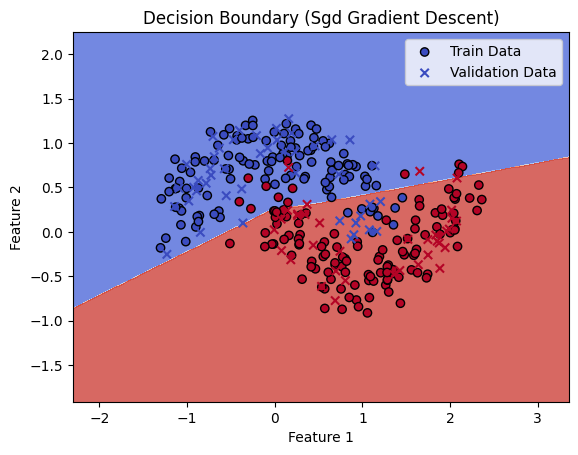 Decision Boundary (Sgd Gradient Descent)
Train Data
Validation Data
Feature 2
2.0
1.5
1.0
0.5
0.0
−0.5
−1.0
−1.5
−2 −1 0 1 2 3
Feature 1